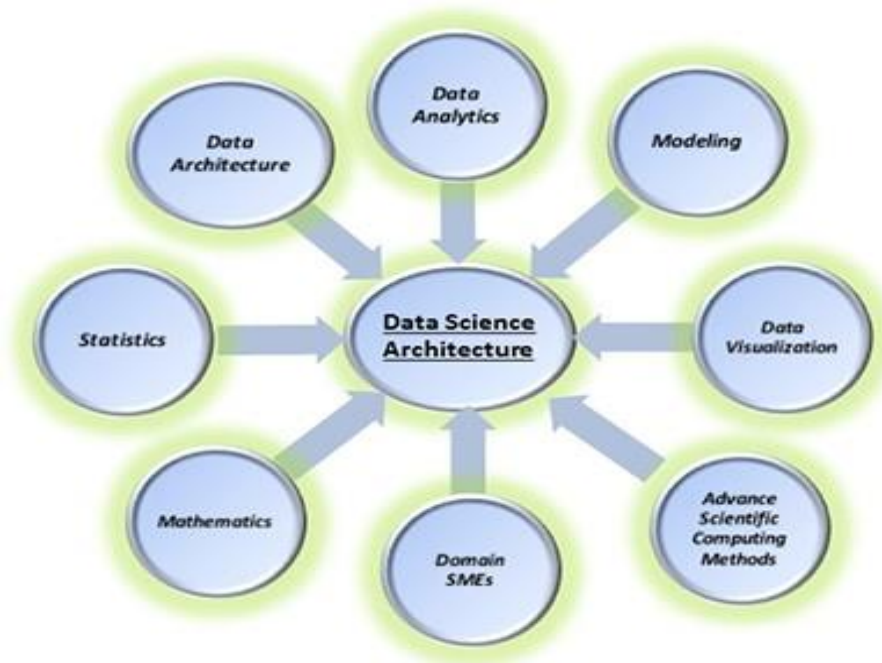 Data
Analytics
Data
Architecture
Modeling
Statistics
Data Science
Architecture
Data
Visualization
Mathematics
Domain
SMEs
Advance
Scientific
Computing
Methods